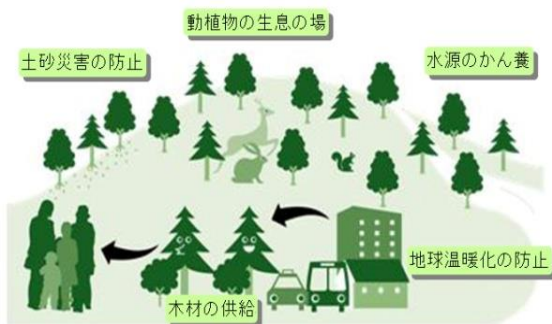 動植物の生息の場
土砂災害の防止
水源のかん養
地球温暖化の防止
木材の供給